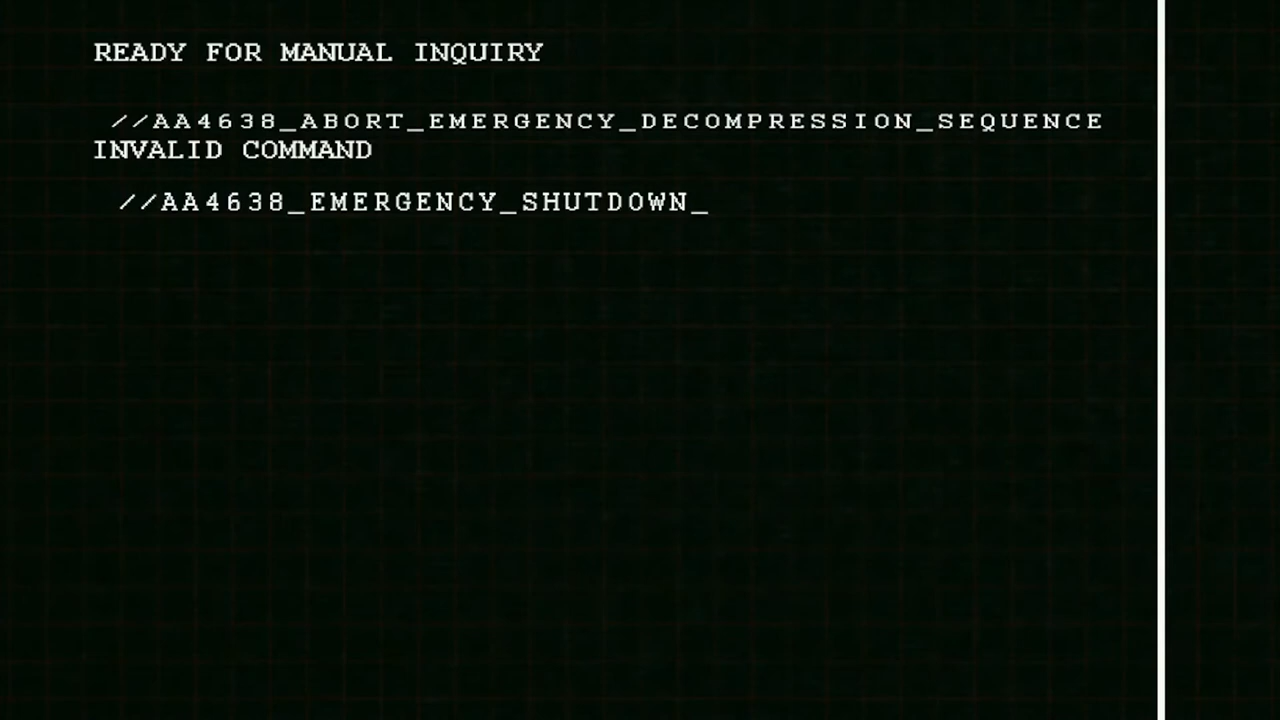 READY FOR MANUAL INQUIRY
//AA4638_ABORT_EMERGENCY_DECOMPRESSION_SEQUENCE
INVALID COMMAND
//AA4638_EMERGENCY_SHUTDOWN_